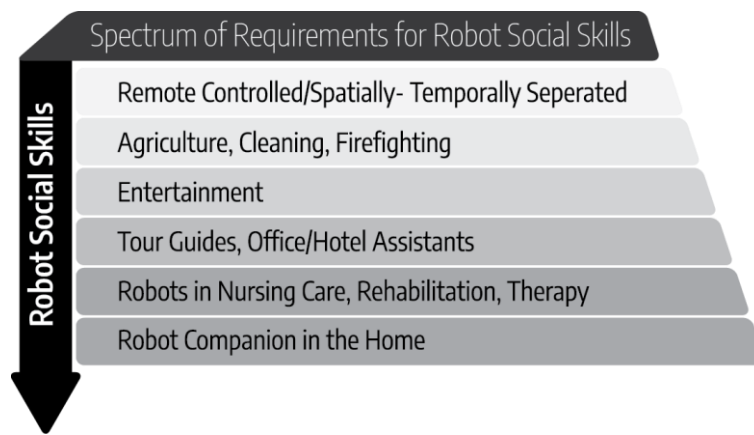 Spectrum of Requirements for Robot Social Skills
Robot Social Skills
Remote Controlled/Spatially- Temporally Seperated
Agriculture, Cleaning, Firefighting
Entertainment
Tour Guides, Office/Hotel Assistants
Robots in Nursing Care, Rehabilitation, Therapy
Robot Companion in the Home